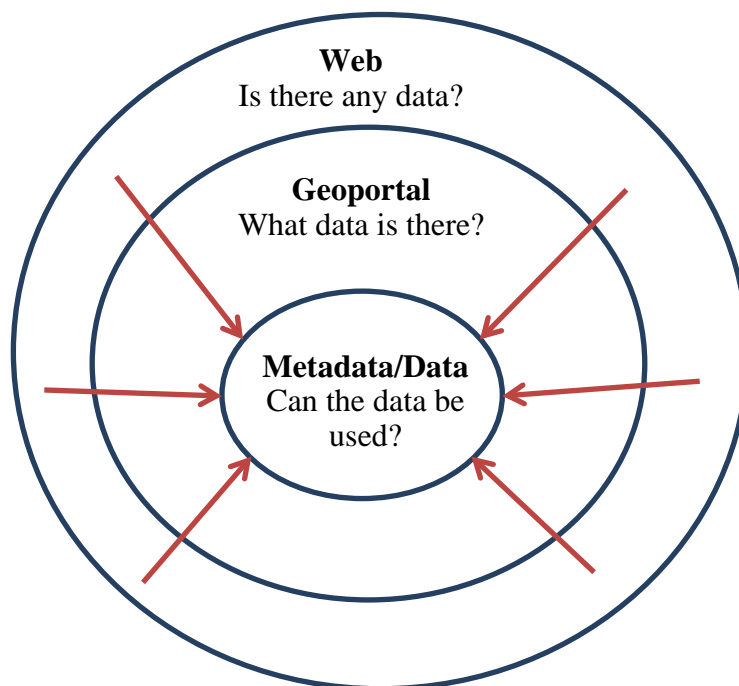 Web
Is there any data?
Geoportal
What data is there?
Metadata/Data
Can the data be
used?